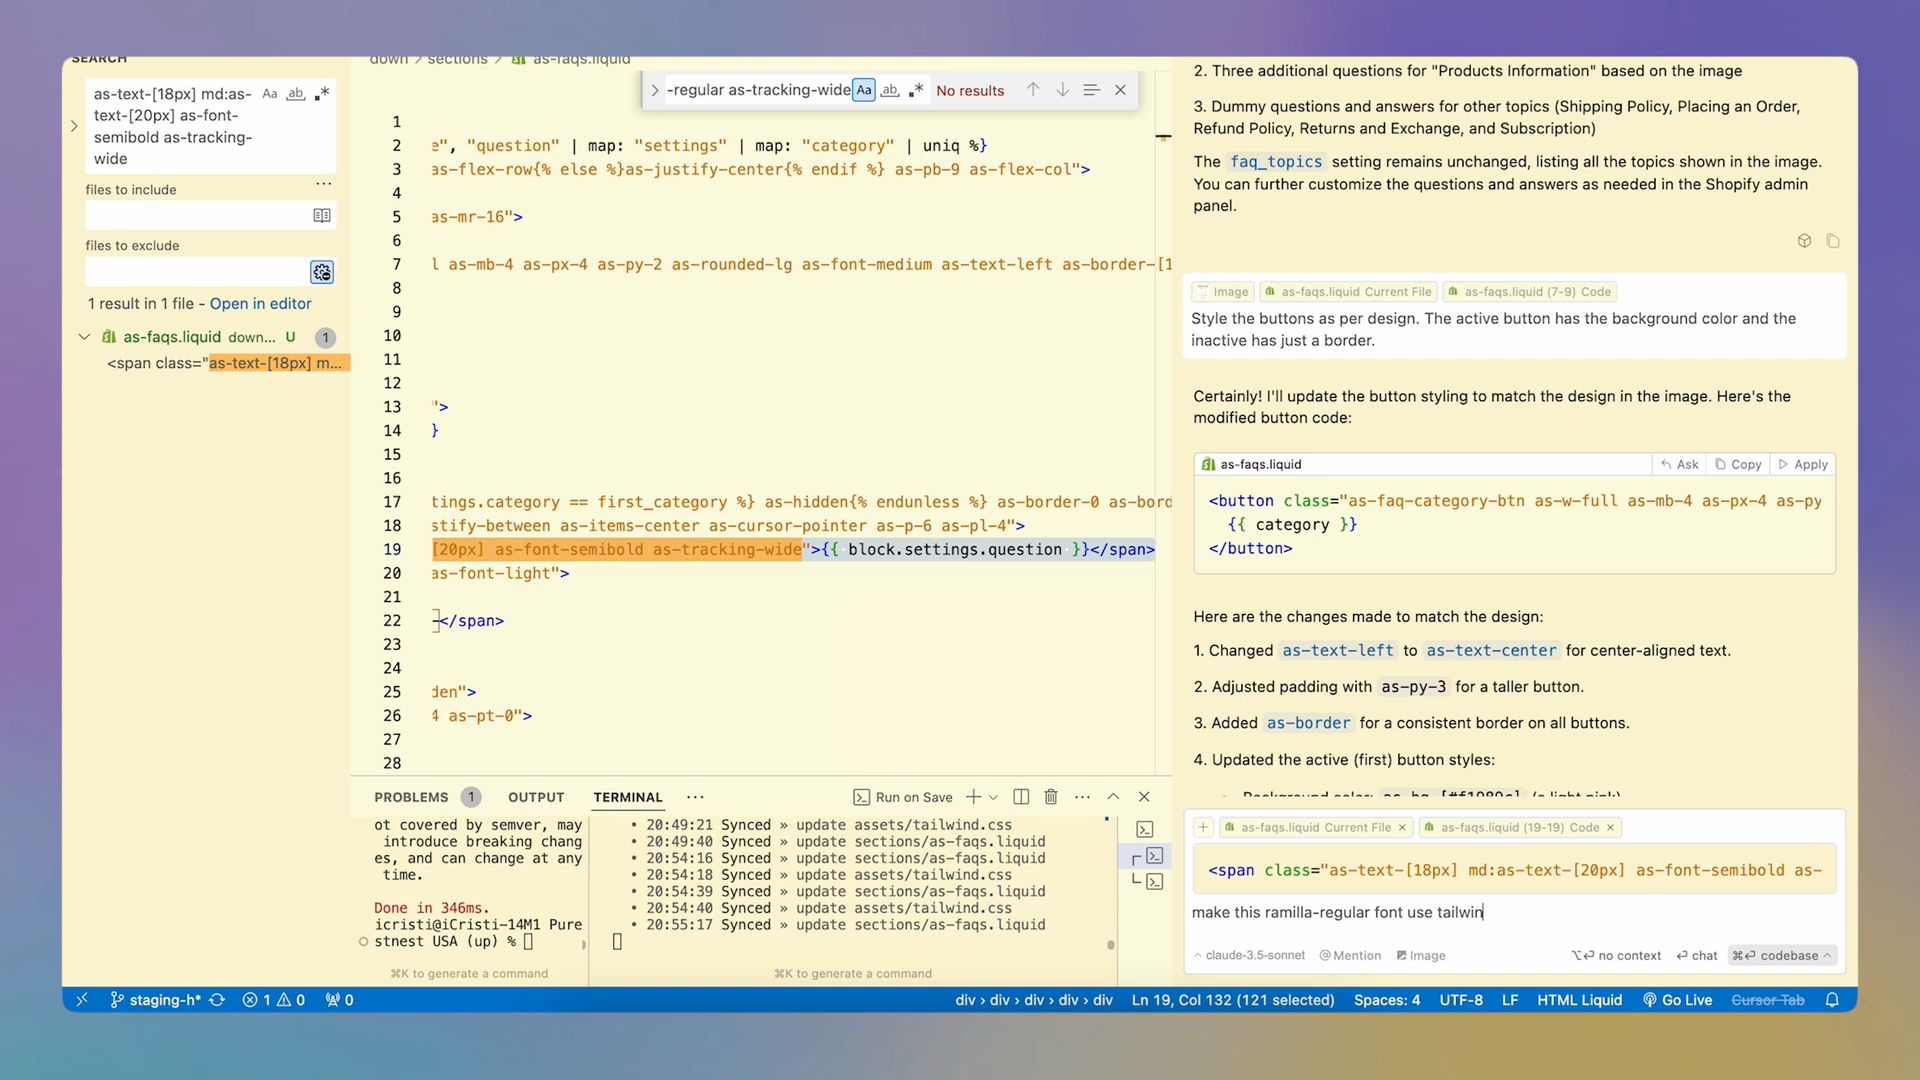 SEARCH
as-text-[18px] md:as-
text-[20px] as-font-
semibold as-tracking-
wide
Aa ab .*
files to include
...
files to exclude
1 result in 1 file - Open in editor
as-faqs.liquid down... U 1
<span class="as-text-[18px] m...
down > sections > as-faqs.liquid
-regular as-tracking-wide Aa ab .* No results
1
2 e", "question" | map: "settings" | map: "category" | uniq %}
3 as-flex-row{% else %}as-justify-center{% endif %} as-pb-9 as-flex-col">
4
5 as-mr-16">
6
7 l as-mb-4 as-px-4 as-py-2 as-rounded-lg as-font-medium as-text-left as-border-[1
8
9
10
11
12
13 ">
14 }
15
16
17 tings.category == first_category %} as-hidden{% endunless %} as-border-0 as-bord
18 stify-between as-items-center as-cursor-pointer as-p-6 as-pl-4">
19 [20px] as-font-semibold as-tracking-wide">{{ block.settings.question }}</span>
20 as-font-light">
21
22 </span>
23
24
25 den">
26 4 as-pt-0">
27
28
PROBLEMS 1 OUTPUT TERMINAL ...
Run on Save
ot covered by semver, may
introduce breaking chang
es, and can change at any
time.
Done in 346ms.
icristi@iCristi-14M1 Pure
stnest USA (up) %
⌘K to generate a command
• 20:49:21 Synced » update assets/tailwind.css
• 20:49:40 Synced » update sections/as-faqs.liquid
• 20:54:16 Synced » update sections/as-faqs.liquid
• 20:54:18 Synced » update assets/tailwind.css
• 20:54:39 Synced » update sections/as-faqs.liquid
• 20:54:40 Synced » update assets/tailwind.css
• 20:55:17 Synced » update sections/as-faqs.liquid
⌘K to generate a command
2. Three additional questions for "Products Information" based on the image
3. Dummy questions and answers for other topics (Shipping Policy, Placing an Order,
Refund Policy, Returns and Exchange, and Subscription)
The faq_topics setting remains unchanged, listing all the topics shown in the image.
You can further customize the questions and answers as needed in the Shopify admin
panel.
Image as-faqs.liquid Current File as-faqs.liquid (7-9) Code
Style the buttons as per design. The active button has the background color and the
inactive has just a border.
Certainly! I'll update the button styling to match the design in the image. Here's the
modified button code:
as-faqs.liquid Ask Copy Apply
<button class="as-faq-category-btn as-w-full as-mb-4 as-px-4 as-py
{{ category }}
</button>
Here are the changes made to match the design:
1. Changed as-text-left to as-text-center for center-aligned text.
2. Adjusted padding with as-py-3 for a taller button.
3. Added as-border for a consistent border on all buttons.
4. Updated the active (first) button styles:
Background color: as-bg-[#f1989c] (a light pink)
as-faqs.liquid Current File × as-faqs.liquid (19-19) Code ×
<span class="as-text-[18px] md:as-text-[20px] as-font-semibold as-
make this ramilla-regular font use tailwin
claude-3.5-sonnet @ Mention Image ⌥⏎ no context ⏎ chat ⌘⏎ codebase
staging-h* 1 0 0 div > div > div > div > div Ln 19, Col 132 (121 selected) Spaces: 4 UTF-8 LF HTML Liquid Go Live Cursor Tab